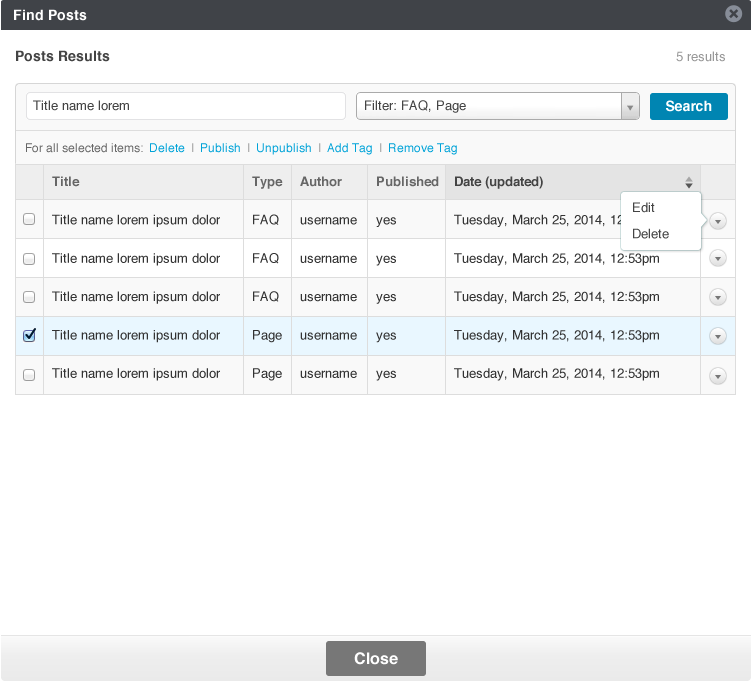 Find Posts
Posts Results 5 results
Title name lorem Filter: FAQ, Page Search
For all selected items: Delete | Publish | Unpublish | Add Tag | Remove Tag
Title Type Author Published Date (updated)
Edit
Title name lorem ipsum dolor FAQ username yes Tuesday, March 25, 2014,
Delete
Title name lorem ipsum dolor FAQ username yes Tuesday, March 25, 2014, 12:53pm
Title name lorem ipsum dolor FAQ username yes Tuesday, March 25, 2014, 12:53pm
Title name lorem ipsum dolor Page username yes Tuesday, March 25, 2014, 12:53pm
Title name lorem ipsum dolor Page username yes Tuesday, March 25, 2014, 12:53pm
Close